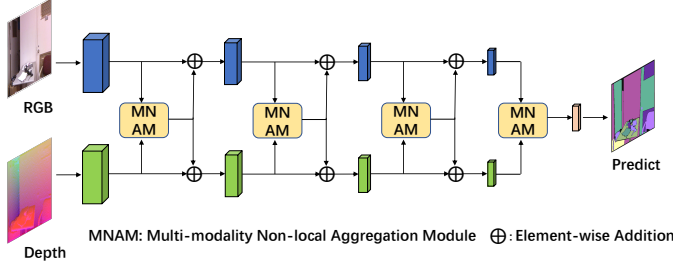 RGB
MN
AM
MN
AM
MN
AM
MN
AM
Predict
Depth
MNAM: Multi-modality Non-local Aggregation Module ⊕: Element-wise Addition